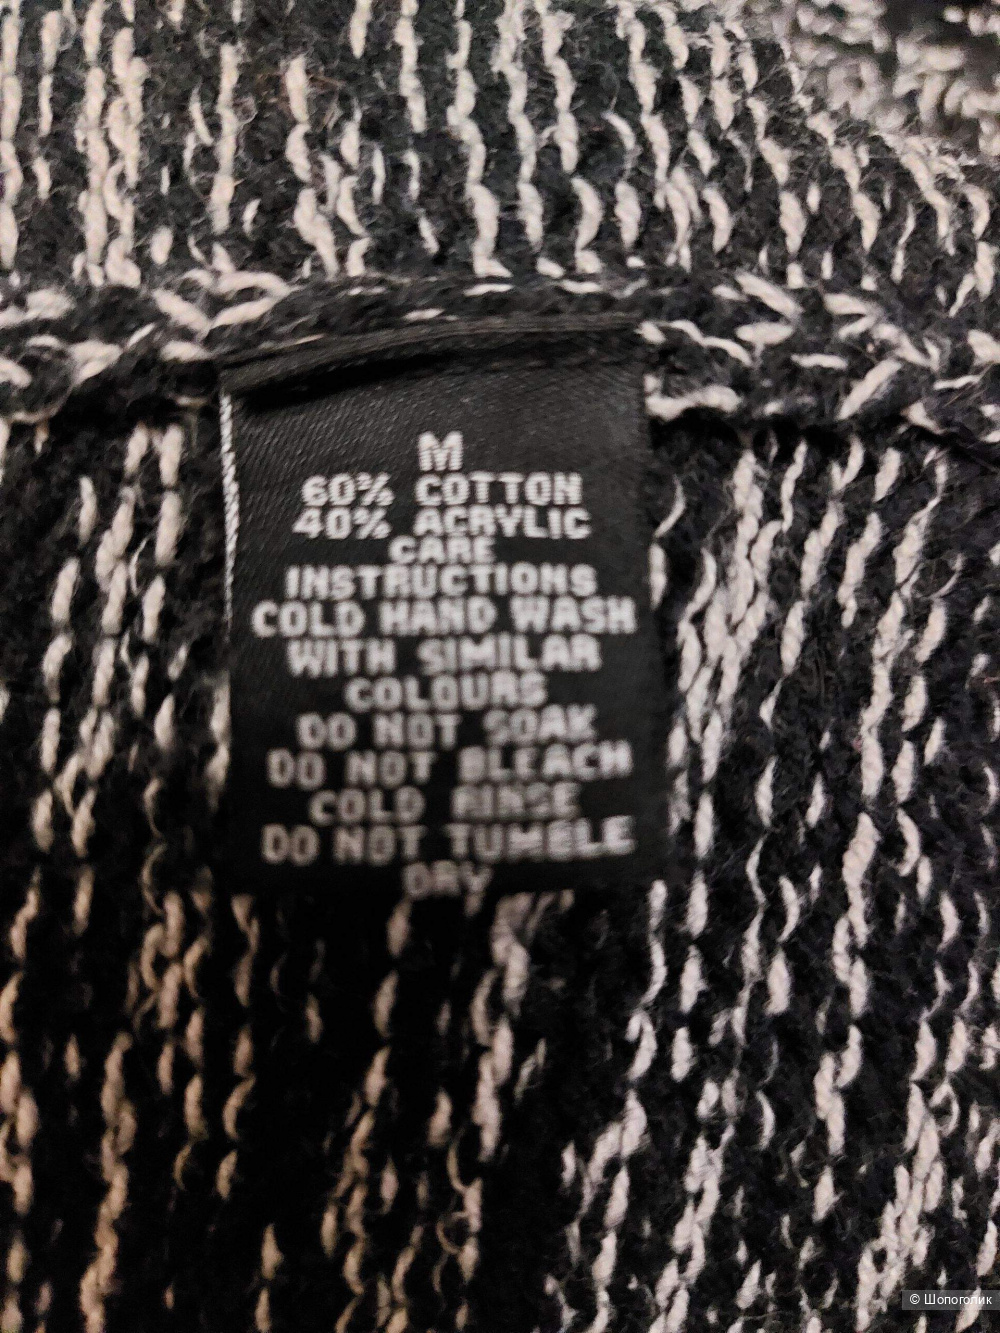 M
60% COTTON
40% ACRYLIC
CARE
INSTRUCTIONS
COLD HAND WASH
WITH SIMILAR
COLOURS
DO NOT SOAK
DO NOT BLEACH
COLD RINSE
DO NOT TUMBLE
DRY
© Шопоголик